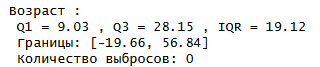 Возраст :
Q1 = 9.03 , Q3 = 28.15 , IQR = 19.12
Границы: [-19.66, 56.84]
Количество выбросов: 0